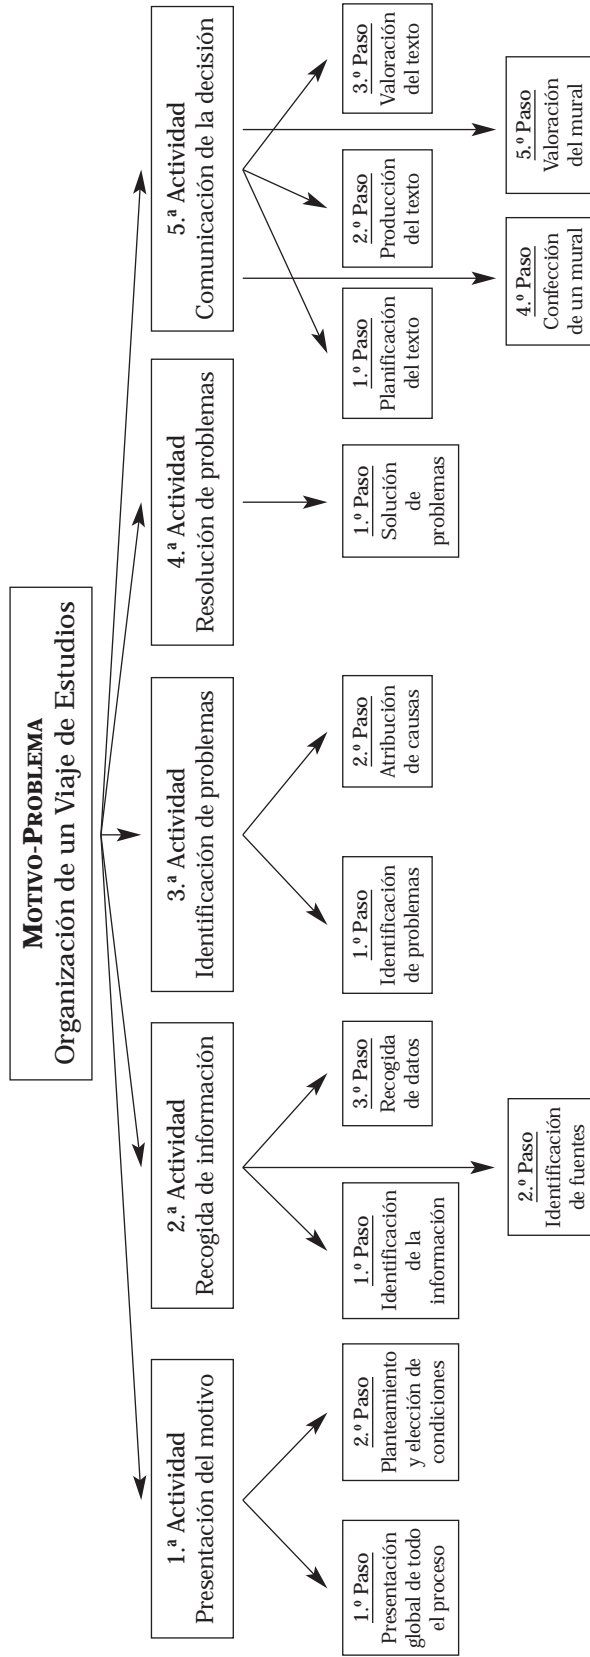 MOTIVO-PROBLEMA
Organización de un Viaje de Estudios
1.ª Actividad
Presentación del motivo
2.ª Actividad
Recogida de información
3.ª Actividad
Identificación de problemas
4.ª Actividad
Resolución de problemas
5.ª Actividad
Comunicación de la decisión
1.º Paso
Presentación
global de todo
el proceso
2.º Paso
Planteamiento
y elección de
condiciones
1.º Paso
Identificación
de la
información
3.º Paso
Recogida
de datos
1.º Paso
Identificación
de problemas
2.º Paso
Atribución
de causas
1.º Paso
Solución
de
problemas
1.º Paso
Planificación
del texto
2.º Paso
Producción
del texto
3.º Paso
Valoración
del texto
2.º Paso
Identificación
de fuentes
4.º Paso
Confección
de un mural
5.º Paso
Valoración
del mural